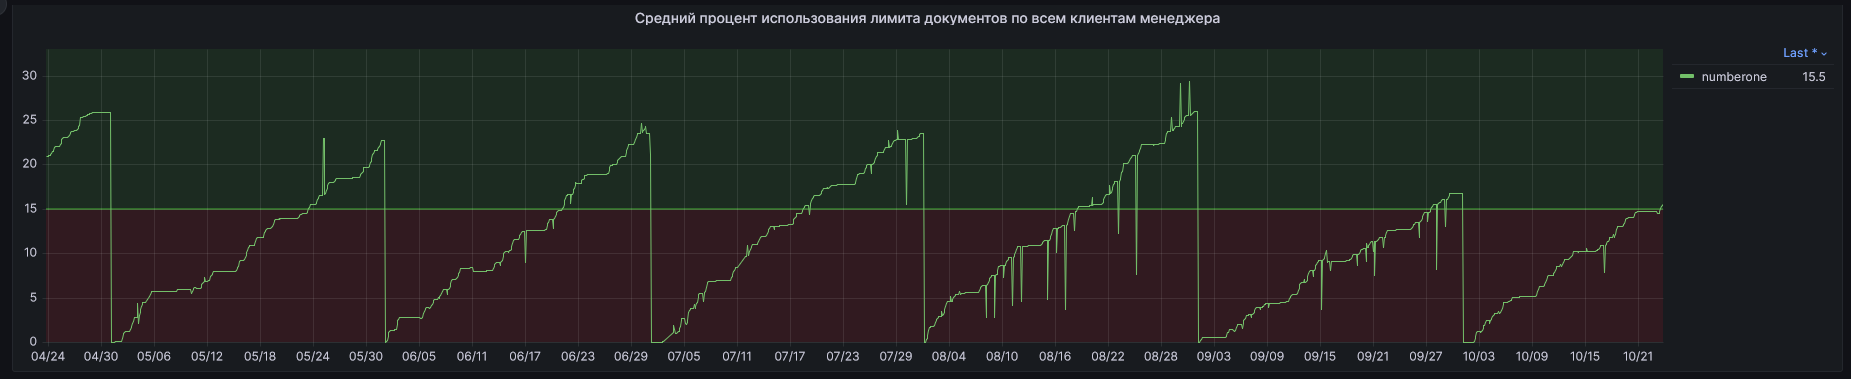 Средний процент использования лимита документов по всем клиентам менеджера
Last *
numberone 15.5
30
25
20
15
10
5
0
04/24 04/30 05/06 05/12 05/18 05/24 05/30 06/05 06/11 06/17 06/23 06/29 07/05 07/11 07/17 07/23 07/29 08/04 08/10 08/16 08/22 08/28 09/03 09/09 09/15 09/21 09/27 10/03 10/09 10/15 10/21